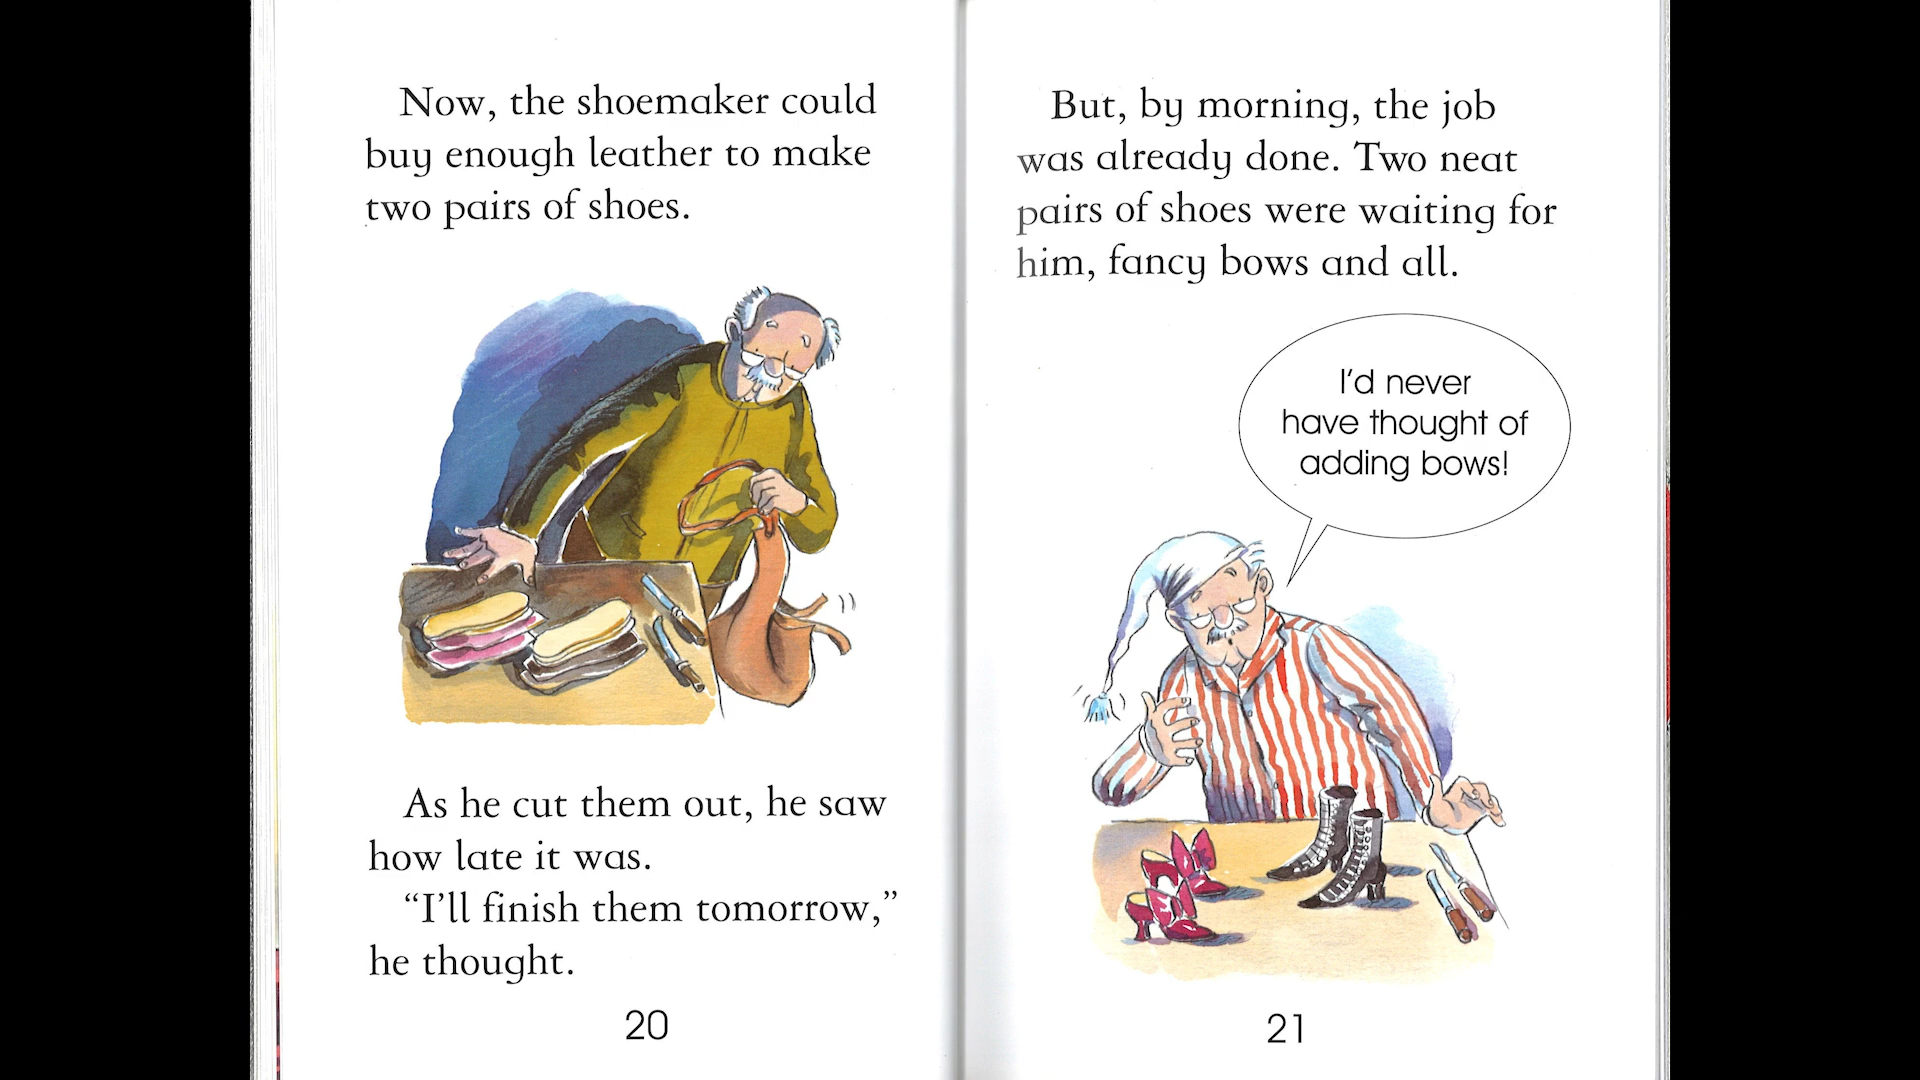 Now, the shoemaker could
buy enough leather to make
two pairs of shoes.
As he cut them out, he saw
how late it was.
“I’ll finish them tomorrow,”
he thought.
20
But, by morning, the job
was already done. Two neat
pairs of shoes were waiting for
him, fancy bows and all.
I’d never
have thought of
adding bows!
21